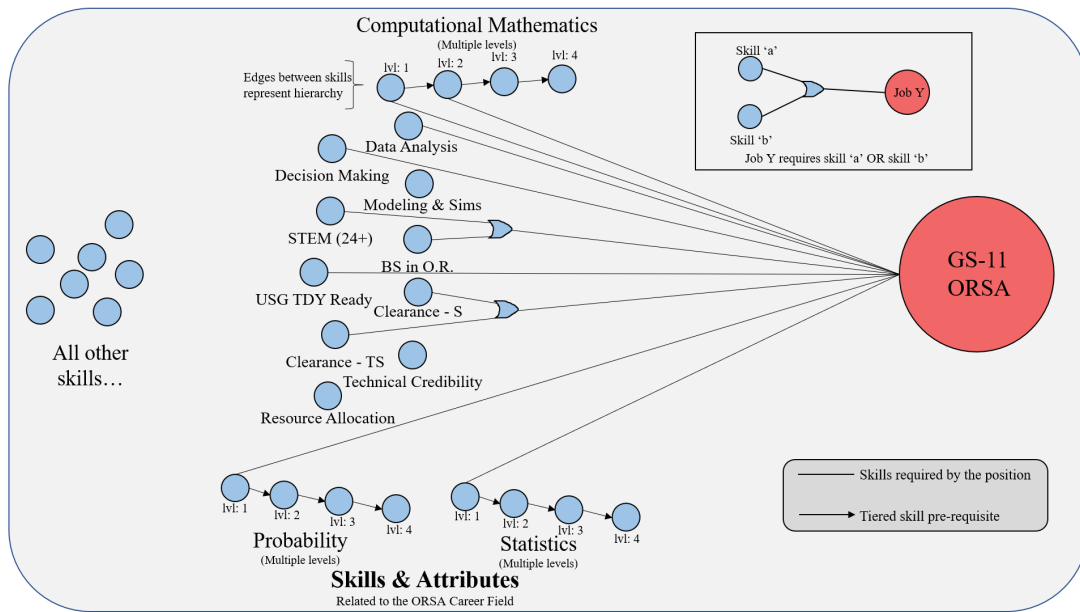 Computational Mathematics
(Multiple levels)
lvl: 1
lvl: 2
lvl: 3
lvl: 4
Edges between skills
represent hierarchy
Data Analysis
Decision Making
Modeling & Sims
STEM (24+)
BS in O.R.
USG TDY Ready
Clearance - S
Clearance - TS
Technical Credibility
Resource Allocation
All other
skills…
Skill ‘a’
Skill ‘b’
Job Y
Job Y requires skill ‘a’ OR skill ‘b’
GS-11
ORSA
lvl: 1
lvl: 2
lvl: 3
lvl: 4
Probability
(Multiple levels)
lvl: 1
lvl: 2
lvl: 3
lvl: 4
Statistics
(Multiple levels)
Skills & Attributes
Related to the ORSA Career Field
Skills required by the position
Tiered skill pre-requisite